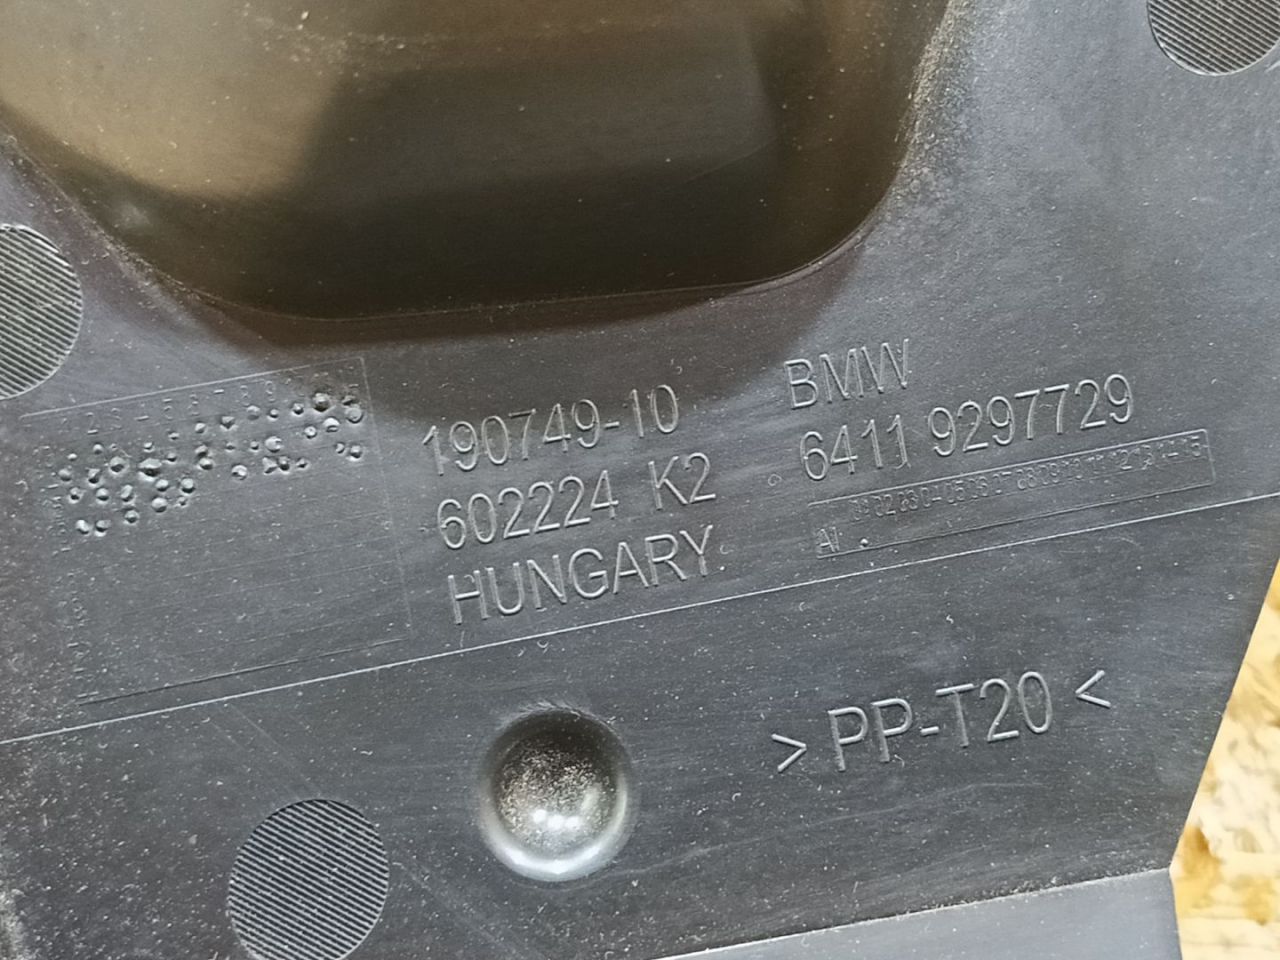 190749-10
602224 K2
HUNGARY
BMW
6411 9297729
> PP-T20 <